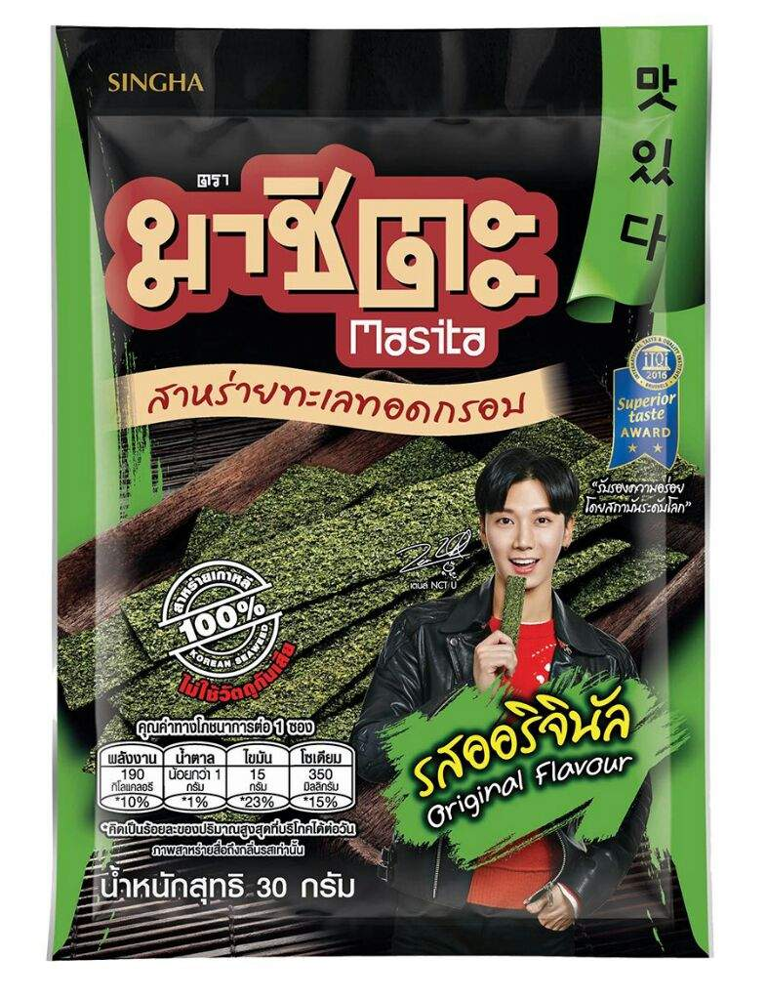 SINGHA
맛
있
다
ตรา
มาชิตะ
Masita
สาหร่ายทะเลทอดกรอบ
INTERNATIONAL TASTE & QUALITY INSTITUTE
iTQi
2016
BRUSSELS
Superior
taste
AWARD
"รับรองความอร่อย
โดยสถาบันระดับโลก"
เตนล์ NCT U
สาหร่ายเกาหลี
100%
KOREAN SEAWEED
ไม่ใช้วัตถุกันเสีย
รสออริจินัล
Original Flavour
คุณค่าทางโภชนาการต่อ 1 ซอง
พลังงาน น้ำตาล ไขมัน โซเดียม
190 น้อยกว่า 1 15 350
กิโลแคลอรี กรัม กรัม มิลลิกรัม
*10% *1% *23% *15%
*คิดเป็นร้อยละของปริมาณสูงสุดที่บริโภคได้ต่อวัน
ภาพสาหร่ายสื่อถึงกลิ่นรสเท่านั้น
น้ำหนักสุทธิ 30 กรัม